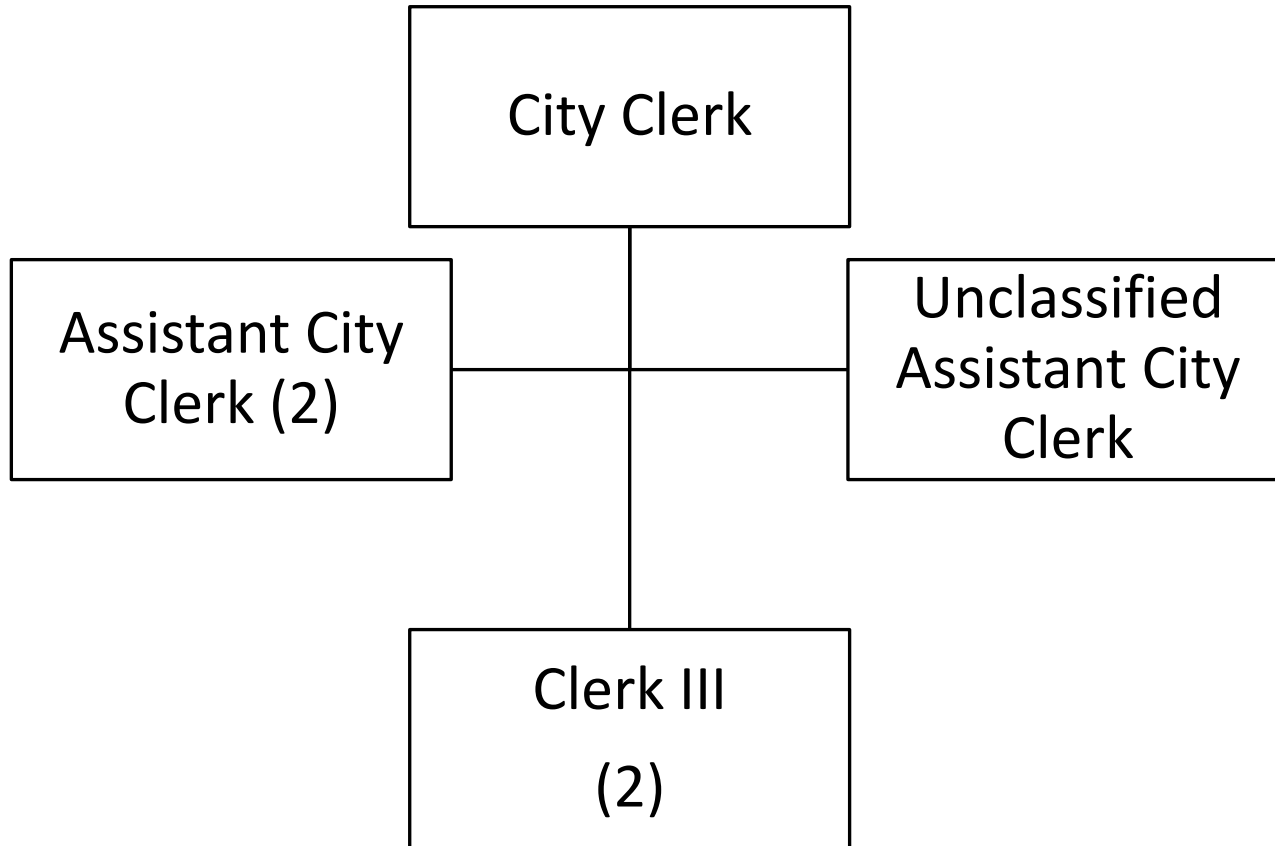 City Clerk
Assistant City
Clerk (2)
Unclassified
Assistant City
Clerk
Clerk III
(2)